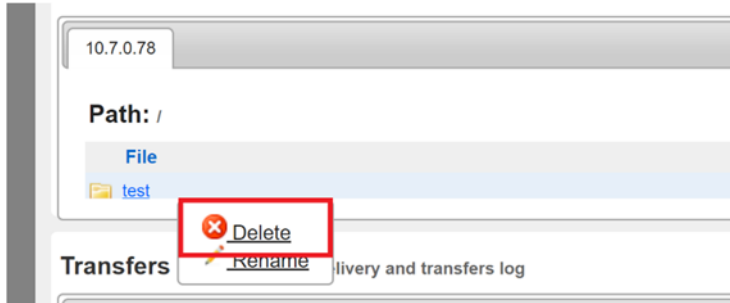 10.7.0.78
Path: /
File
test
Delete
Rename
Transfers livery and transfers log